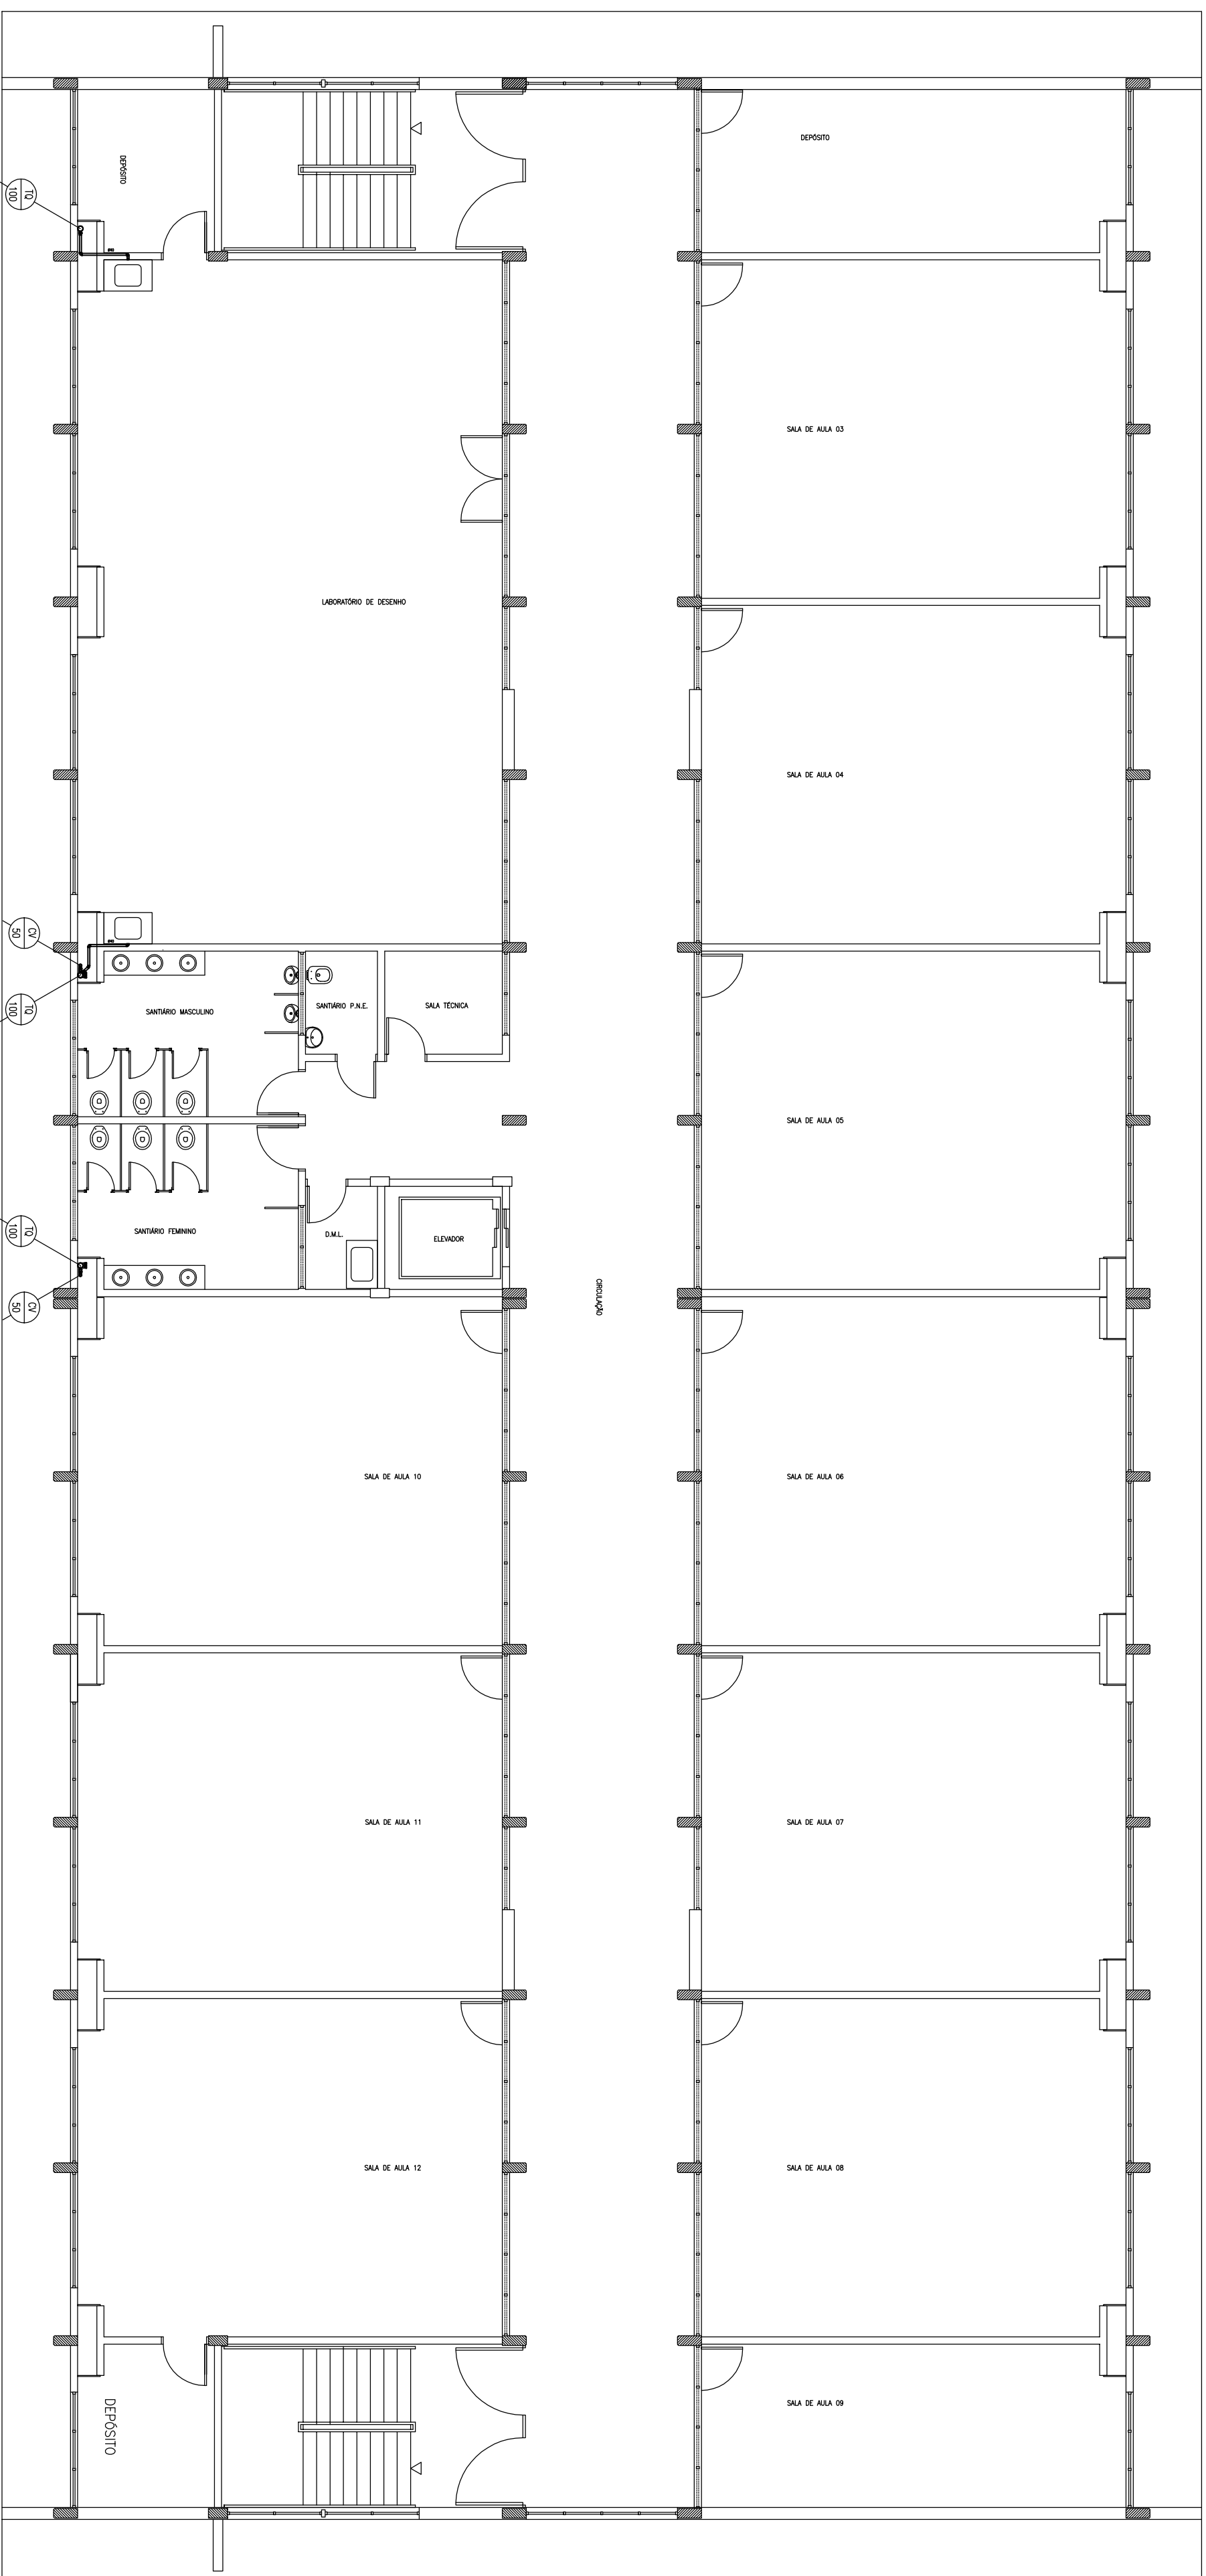 DEPÓSITO
DEPÓSITO
TQ
100
SALA DE AULA 03
LABORATÓRIO DE DESENHO
SALA DE AULA 04
CV
50
TQ
100
SANTIÁRIO MASCULINO
SANTIÁRIO P.N.E.
SALA TÉCNICA
SALA DE AULA 05
SANTIÁRIO FEMININO
D.M.L.
ELEVADOR
TQ
100
CV
50
CIRCULAÇÃO
SALA DE AULA 10
SALA DE AULA 06
SALA DE AULA 11
SALA DE AULA 07
SALA DE AULA 12
SALA DE AULA 08
DEPÓSITO
SALA DE AULA 09